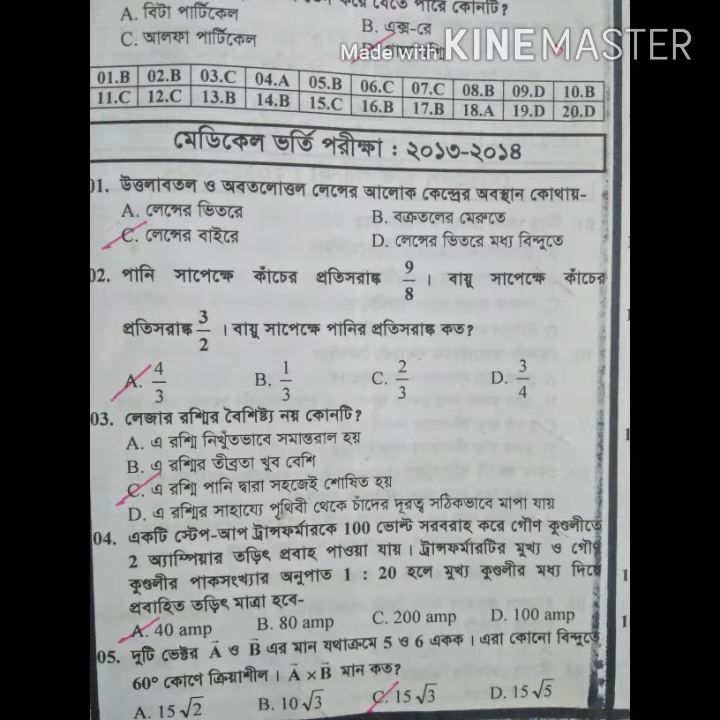 যেতে পারে কোনটি?
A. বিটা পার্টিকেল B. এক্স-রে
C. আলফা পার্টিকেল
Made with KINEMASTER
01.B 02.B 03.C 04.A 05.B 06.C 07.C 08.B 09.D 10.B
11.C 12.C 13.B 14.B 15.C 16.B 17.B 18.A 19.D 20.D
মেডিকেল ভর্তি পরীক্ষা : ২০১৩-২০১৪
01. উত্তলাবতল ও অবতলোত্তল লেন্সের আলোক কেন্দ্রের অবস্থান কোথায়-
A. লেন্সের ভিতরে B. বক্রতলের মেরুতে
C. লেন্সের বাইরে D. লেন্সের ভিতরে মধ্য বিন্দুতে
02. পানি সাপেক্ষে কাঁচের প্রতিসরাঙ্ক 9/8 । বায়ু সাপেক্ষে কাঁচের
প্রতিসরাঙ্ক 3/2 । বায়ু সাপেক্ষে পানির প্রতিসরাঙ্ক কত?
A. 4/3 B. 1/3 C. 2/3 D. 3/4
03. লেজার রশ্মির বৈশিষ্ট্য নয় কোনটি?
A. এ রশ্মি নিখুঁতভাবে সমান্তরাল হয়
B. এ রশ্মির তীব্রতা খুব বেশি
C. এ রশ্মি পানি দ্বারা সহজেই শোষিত হয়
D. এ রশ্মির সাহায্যে পৃথিবী থেকে চাঁদের দূরত্ব সঠিকভাবে মাপা যায়
04. একটি স্টেপ-আপ ট্রান্সফর্মারকে 100 ভোল্ট সরবরাহ করে গৌণ কুণ্ডলীতে
2 অ্যাম্পিয়ার তড়িৎ প্রবাহ পাওয়া যায়। ট্রান্সফর্মারটির মুখ্য ও গৌণ
কুণ্ডলীর পাকসংখ্যার অনুপাত 1 : 20 হলে মুখ্য কুণ্ডলীর মধ্য দিয়ে
প্রবাহিত তড়িৎ মাত্রা হবে-
A. 40 amp B. 80 amp C. 200 amp D. 100 amp
05. দুটি ভেক্টর A⃗ ও B⃗ এর মান যথাক্রমে 5 ও 6 একক। এরা কোনো বিন্দুতে
60° কোণে ক্রিয়াশীল। A⃗ × B⃗ মান কত?
A. 15√2 B. 10√3 C. 15√3 D. 15√5